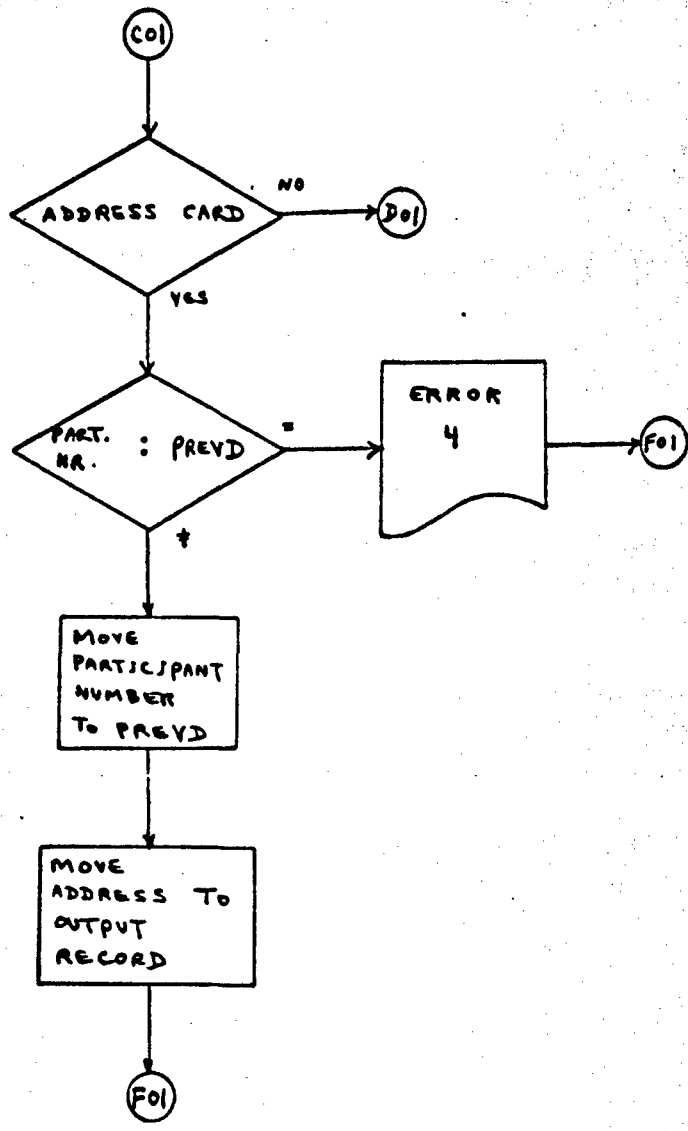 C01
ADDRESS CARD
NO
D01
YES
PART. NR. : PREVD
=
ERROR
4
F01
≠
MOVE
PARTICIPANT
NUMBER
TO PREVD
MOVE
ADDRESS TO
OUTPUT
RECORD
F01